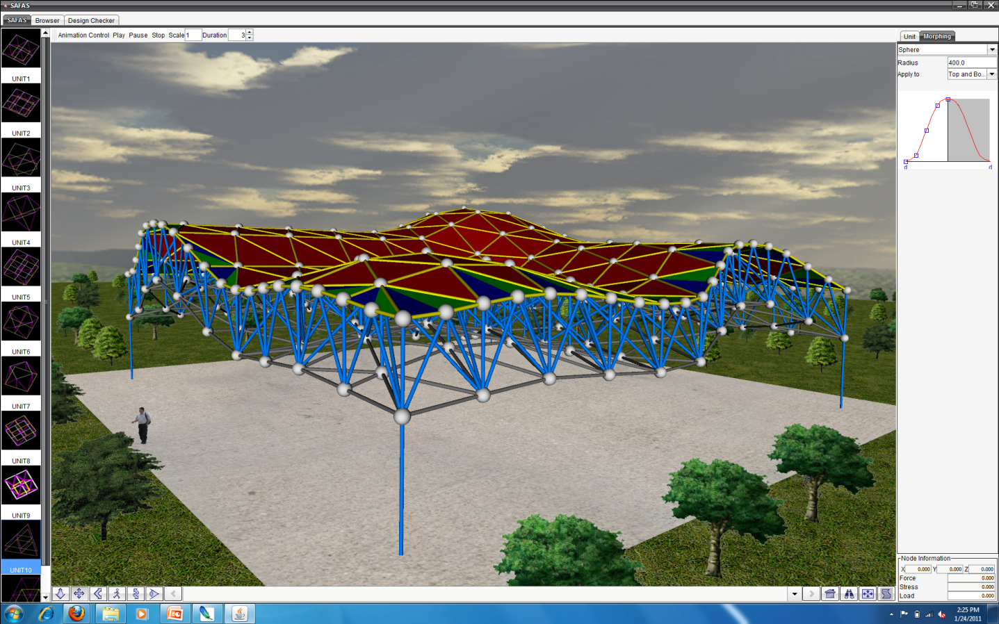 SAFAS
SAFAS Browser Design Checker
Animation Control Play Pause Stop Scale 1 Duration 3
UNIT1
UNIT2
UNIT3
UNIT4
UNIT5
UNIT6
UNIT7
UNIT8
UNIT9
UNIT10
Unit Morphing
Sphere
Radius 400.0
Apply to Top and Bo...
d d
Node Information
X 0.000 Y 0.000 Z 0.000
Force 0.000
Stress 0.000
Load 0.000
2:25 PM
1/24/2011